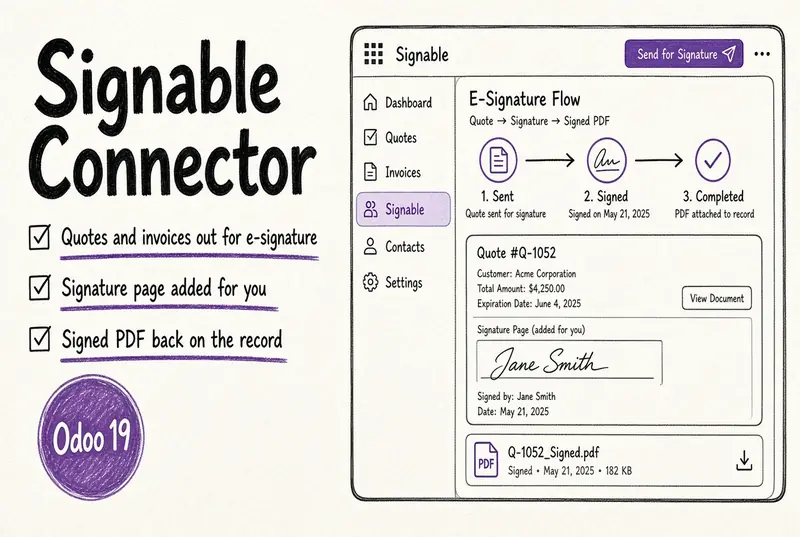 Signable
Connector
Quotes and invoices out for e-signature
Signature page added for you
Signed PDF back on the record
Odoo 19
Signable
Send for Signature
Dashboard
Quotes
Invoices
Signable
Contacts
Settings
E-Signature Flow
Quote → Signature → Signed PDF
1. Sent
Quote sent for signature
2. Signed
Signed on May 21, 2025
3. Completed
PDF attached to record
Quote #Q-1052
Customer: Acme Corporation
Total Amount: $4,250.00
Expiration Date: June 4, 2025
View Document
Signature Page (added for you)
Jane Smith
Signed by: Jane Smith
Date: May 21, 2025
PDF
Q-1052_Signed.pdf
Signed • May 21, 2025 • 182 KB